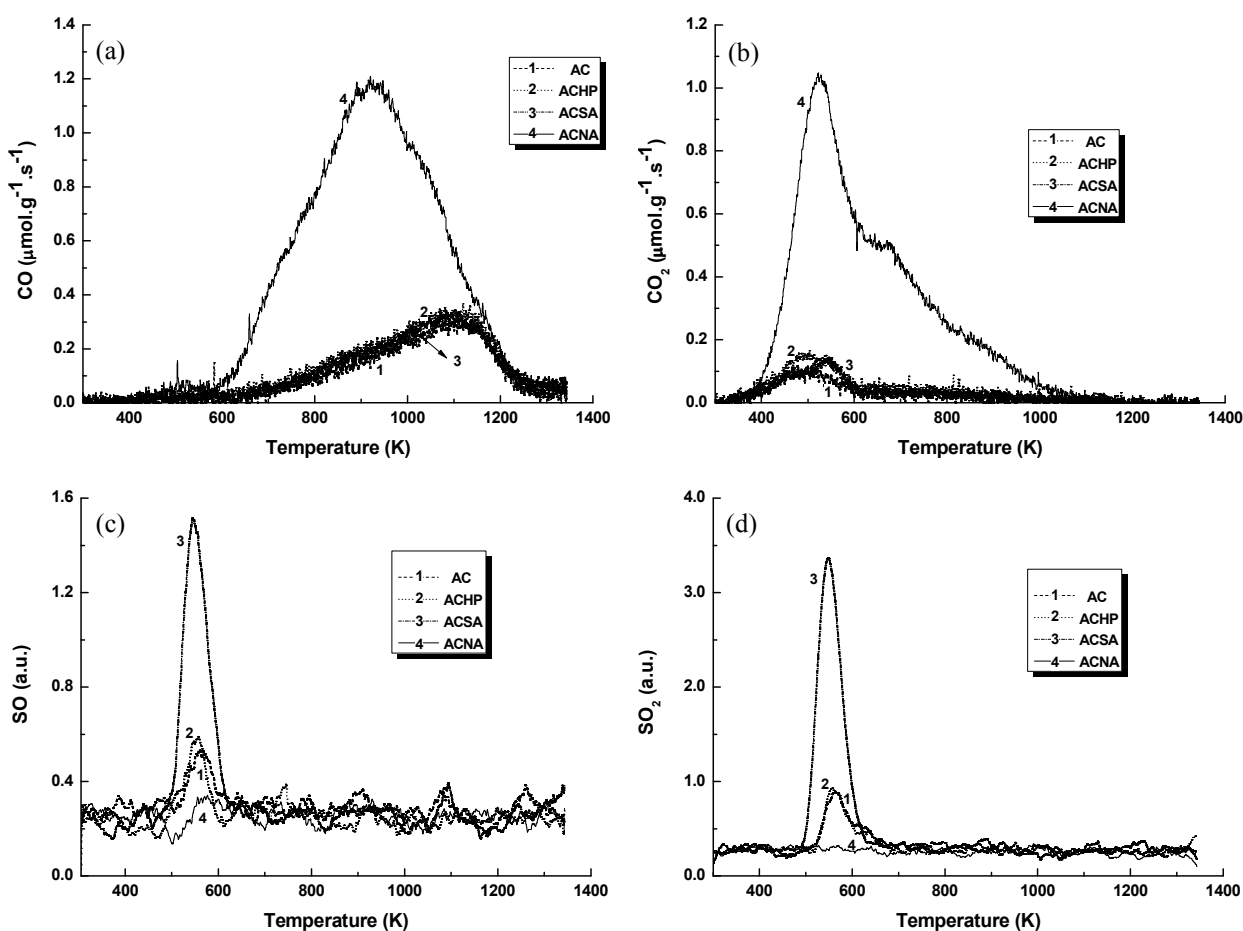 (a)
1.4
1.2
1.0
0.8
0.6
0.4
0.2
0.0
CO (μmol.g⁻¹.s⁻¹)
400 600 800 1000 1200 1400
Temperature (K)
1 AC
2 ACHP
3 ACSA
4 ACNA
4
2
3
1
(b)
1.2
1.0
0.8
0.6
0.4
0.2
0.0
CO₂ (μmol.g⁻¹.s⁻¹)
400 600 800 1000 1200 1400
Temperature (K)
1 AC
2 ACHP
3 ACSA
4 ACNA
4
2
3
1
(c)
1.6
1.2
0.8
0.4
0.0
SO (a.u.)
400 600 800 1000 1200 1400
Temperature (K)
1 AC
2 ACHP
3 ACSA
4 ACNA
3
2
1
4
(d)
4.0
3.0
2.0
1.0
0.0
SO₂ (a.u.)
400 600 800 1000 1200 1400
Temperature (K)
1 AC
2 ACHP
3 ACSA
4 ACNA
3
2
1
4